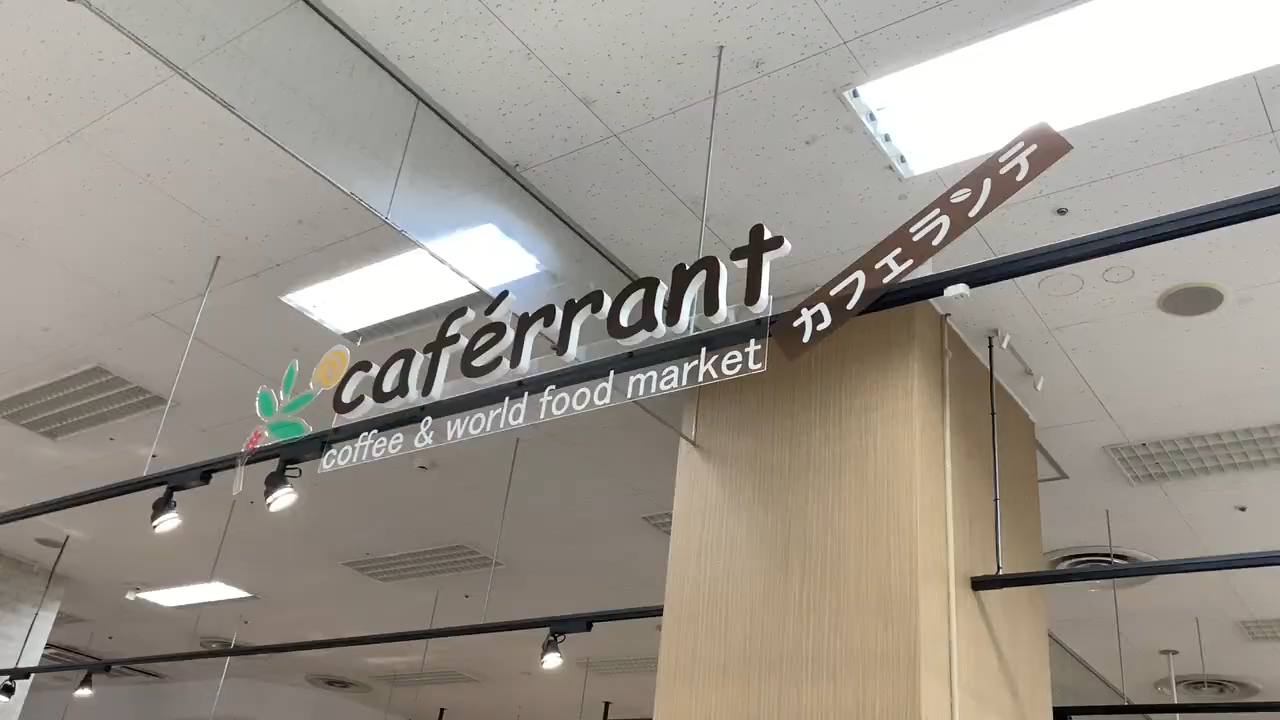 caférrant
coffee & world food market
カフェランテ